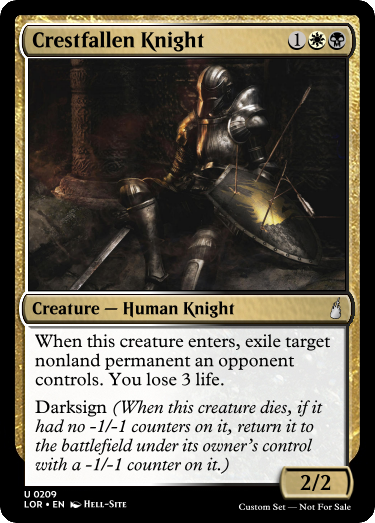 Crestfallen Knight 1
Creature — Human Knight
When this creature enters, exile target
nonland permanent an opponent
controls. You lose 3 life.
Darksign (When this creature dies, if it
had no -1/-1 counters on it, return it to
the battlefield under its owner's control
with a -1/-1 counter on it.)
2/2
U 0209
LOR • EN Hell-Site
Custom Set — Not For Sale